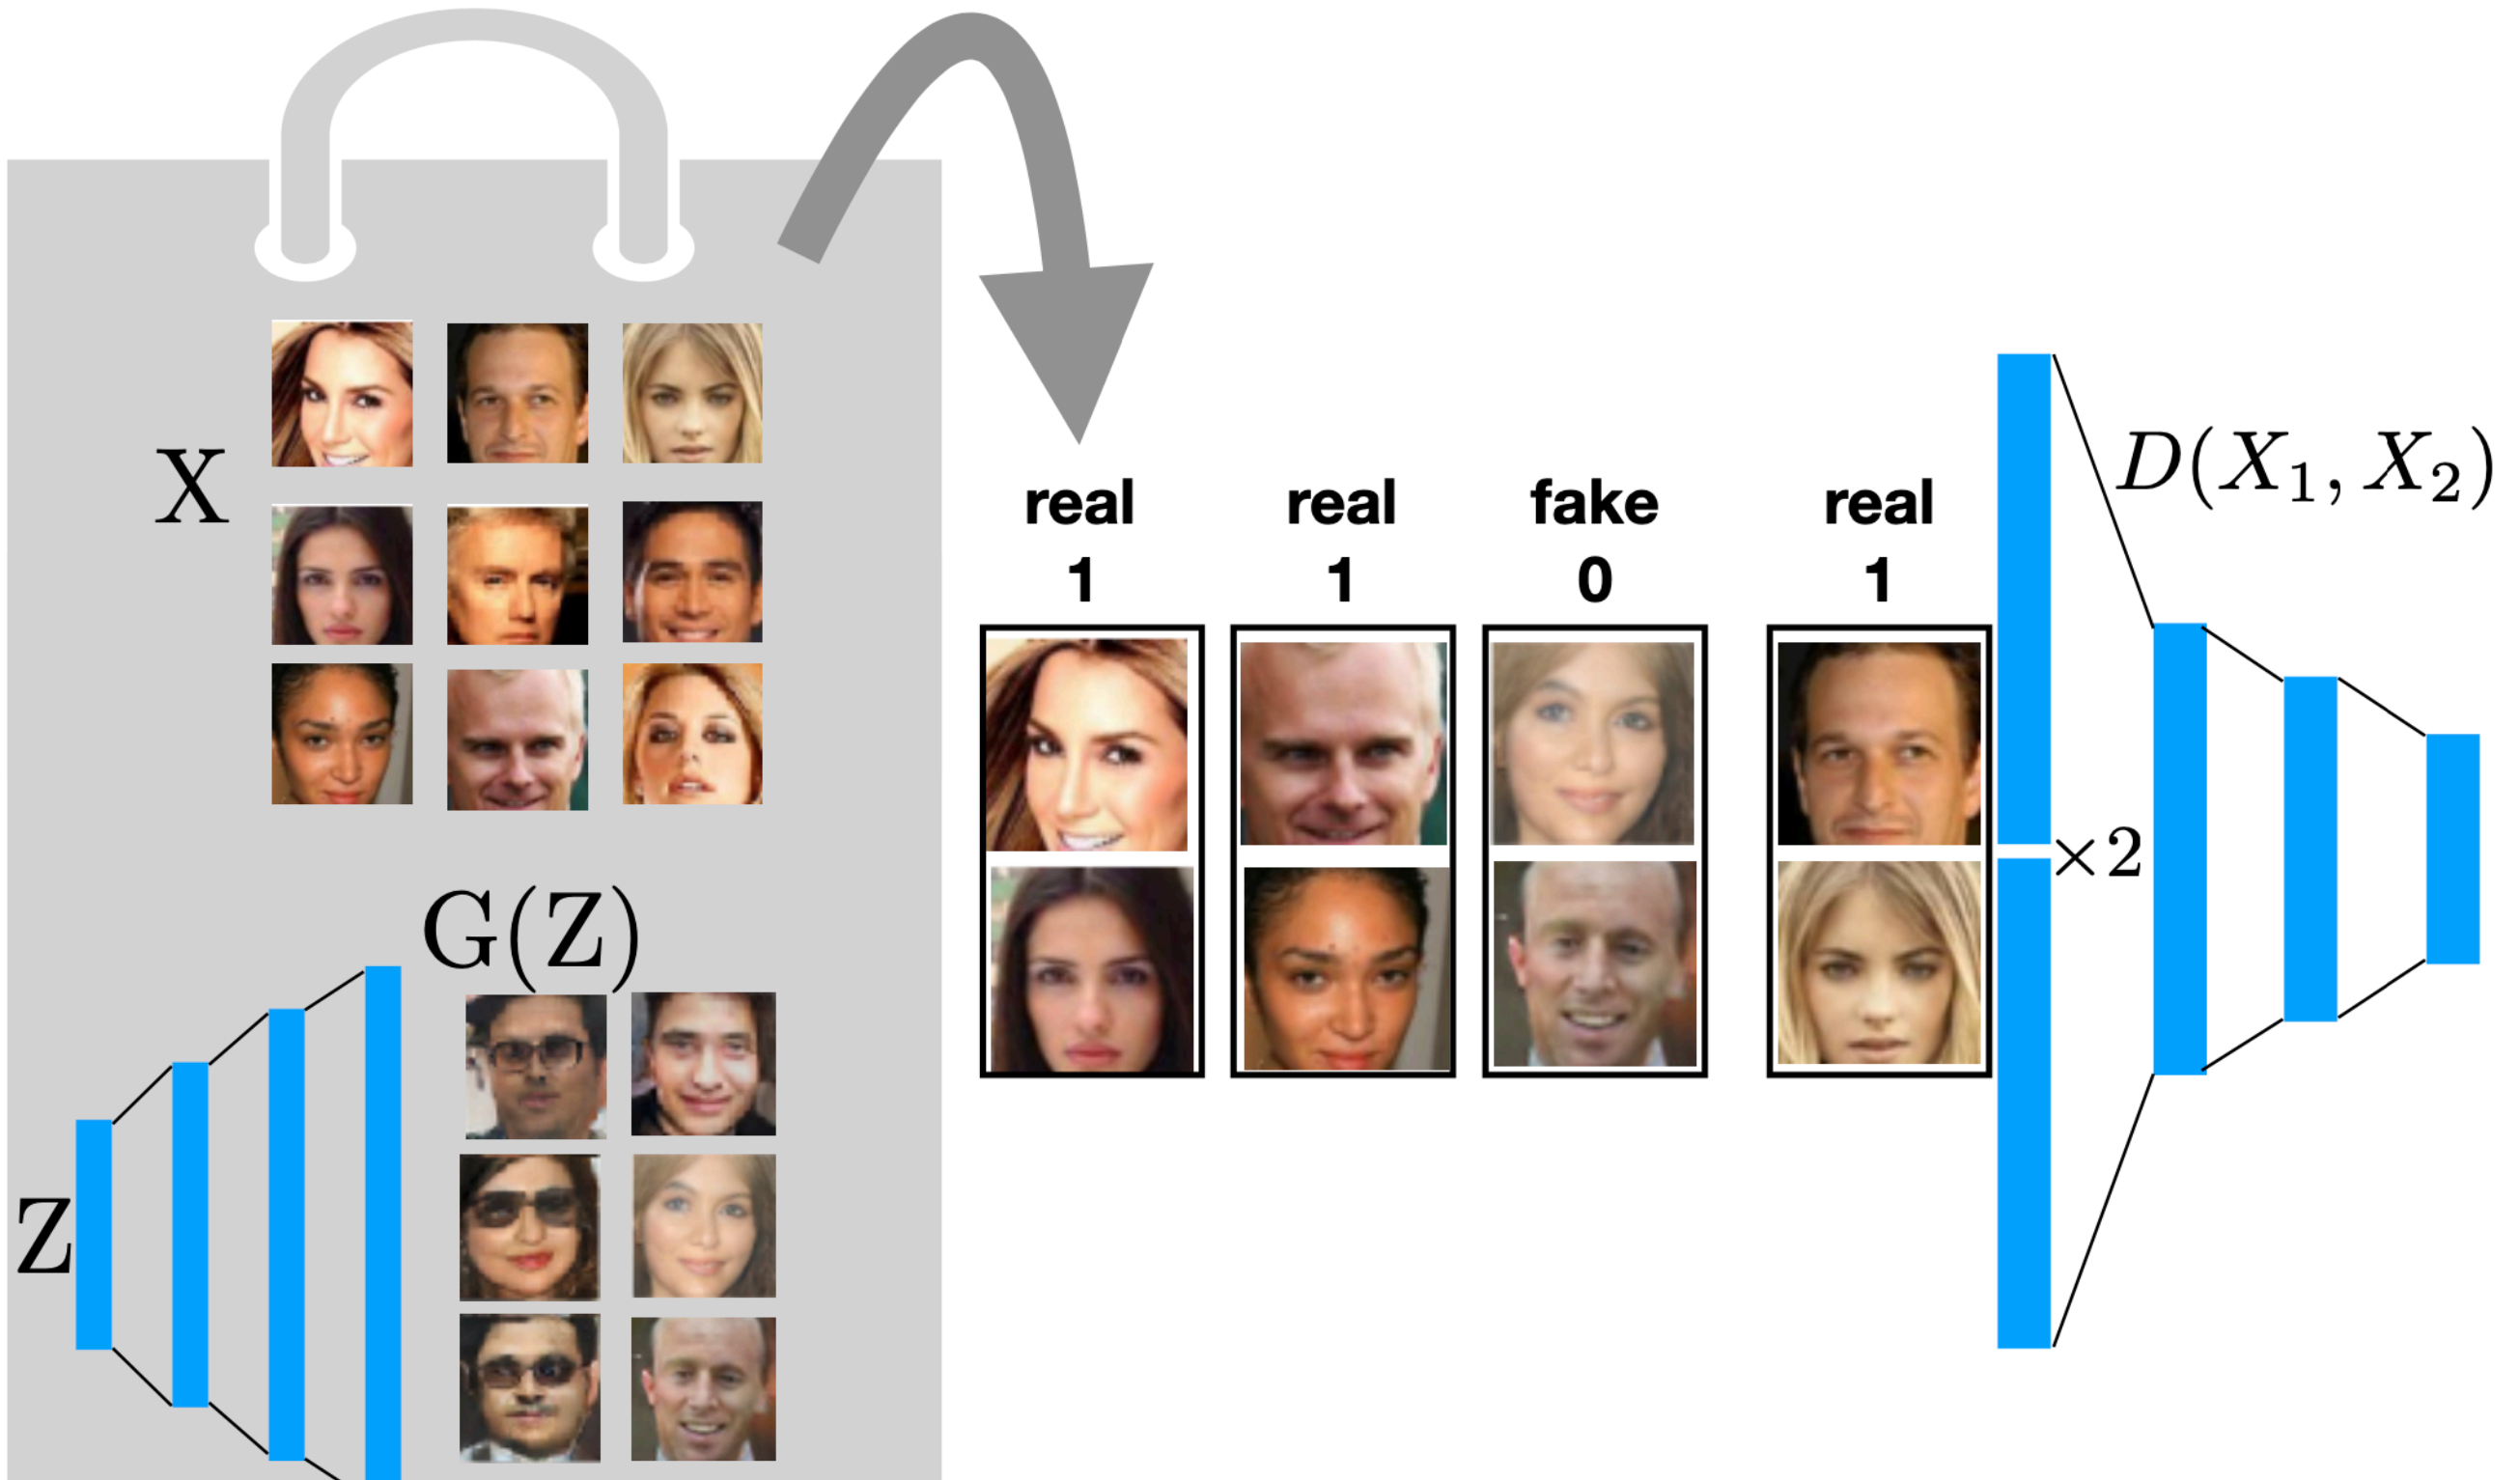 X
G(Z)
Z
real real fake real
1 1 0 1
D(X₁, X₂)
×2